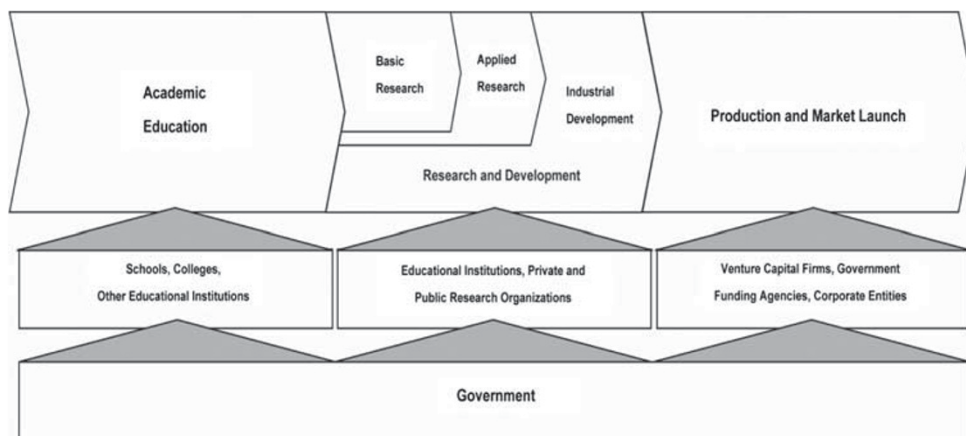 Academic
Education
Basic
Research
Applied
Research
Industrial
Development
Research and Development
Production and Market Launch
Schools, Colleges,
Other Educational Institutions
Educational Institutions, Private and
Public Research Organizations
Venture Capital Firms, Government
Funding Agencies, Corporate Entities
Government